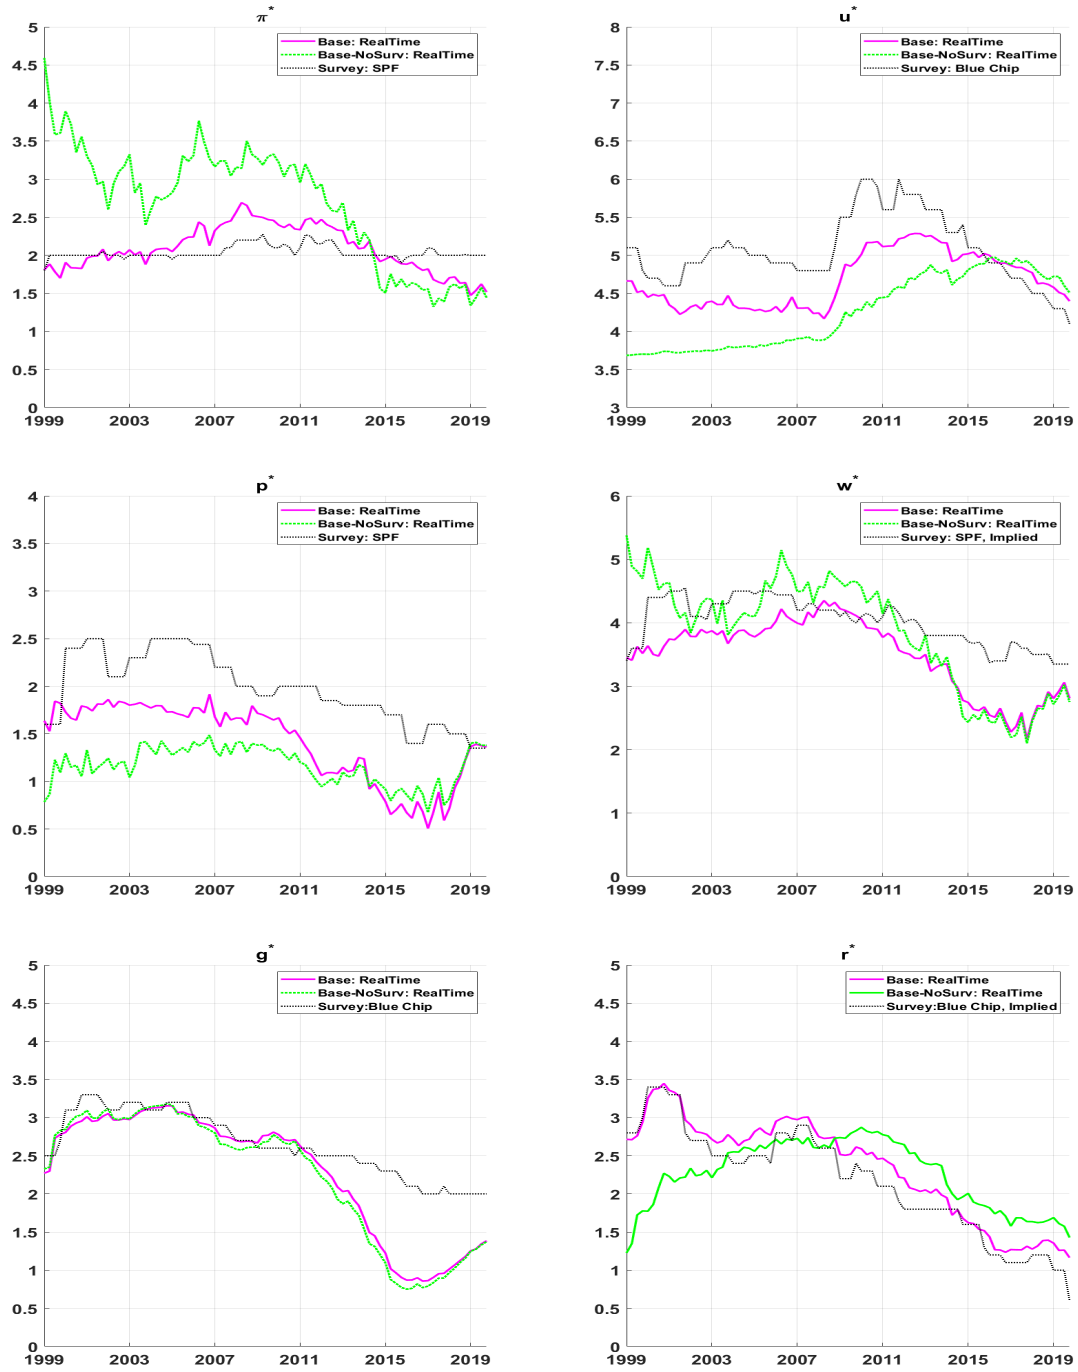 π*
5
4.5
4
3.5
3
2.5
2
1.5
1
0.5
0
1999 2003 2007 2011 2015 2019
Base: RealTime
Base-NoSurv: RealTime
Survey: SPF
u*
8
7.5
7
6.5
6
5.5
5
4.5
4
3.5
3
1999 2003 2007 2011 2015 2019
Base: RealTime
Base-NoSurv: RealTime
Survey: Blue Chip
p*
4
3.5
3
2.5
2
1.5
1
0.5
0
1999 2003 2007 2011 2015 2019
Base: RealTime
Base-NoSurv: RealTime
Survey: SPF
w*
6
5
4
3
2
1
0
1999 2003 2007 2011 2015 2019
Base: RealTime
Base-NoSurv: RealTime
Survey: SPF, Implied
g*
5
4.5
4
3.5
3
2.5
2
1.5
1
0.5
0
1999 2003 2007 2011 2015 2019
Base: RealTime
Base-NoSurv: RealTime
Survey:Blue Chip
r*
5
4.5
4
3.5
3
2.5
2
1.5
1
0.5
0
1999 2003 2007 2011 2015 2019
Base: RealTime
Base-NoSurv: RealTime
Survey:Blue Chip, Implied